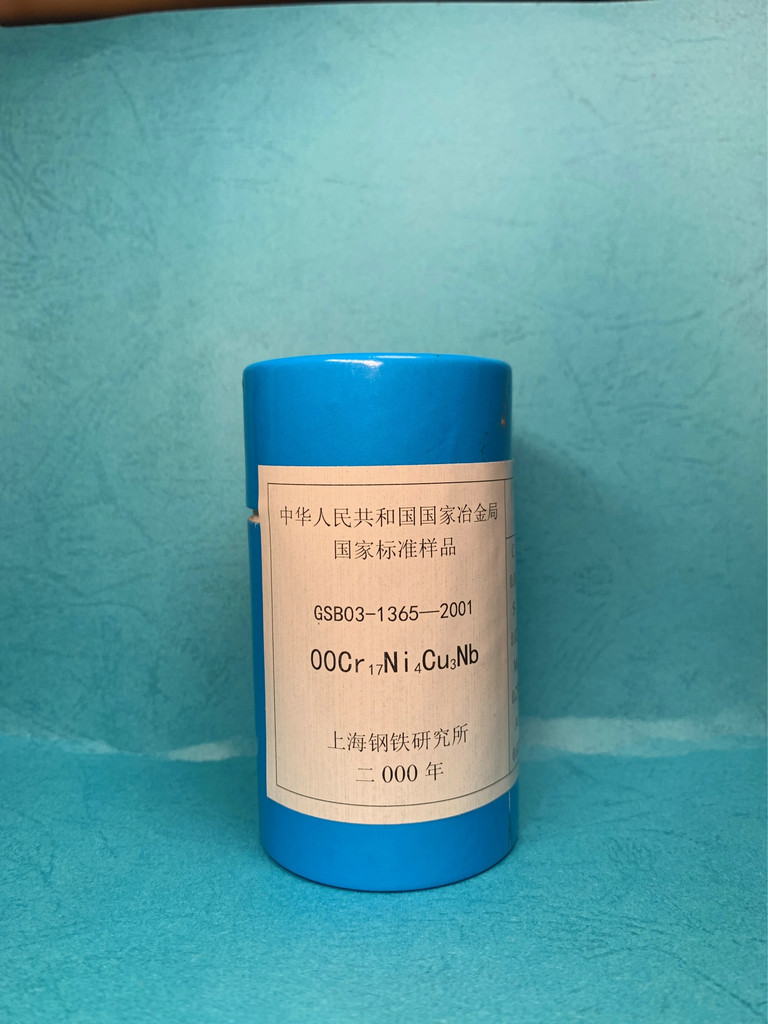 中华人民共和国国家冶金局
国家标准样品
GSB03-1365—2001
00Cr₁₇Ni₄Cu₃Nb
上海钢铁研究所
二000年